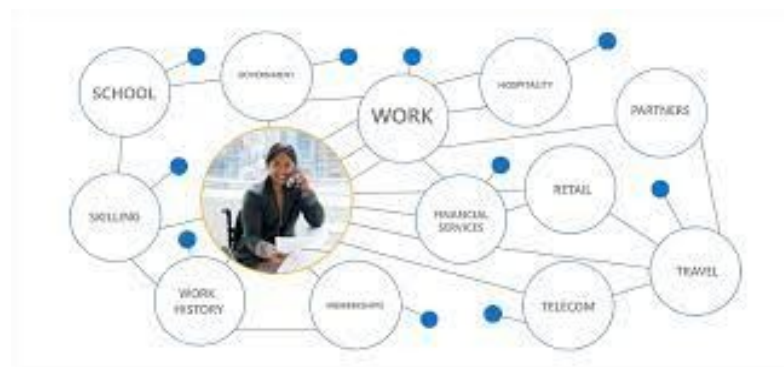 SCHOOL
GOVERNMENT
WORK
HOSPITALITY
PARTNERS
SKILLING
FINANCIAL
SERVICES
RETAIL
TRAVEL
WORK
HISTORY
MEMBERSHIPS
TELECOM